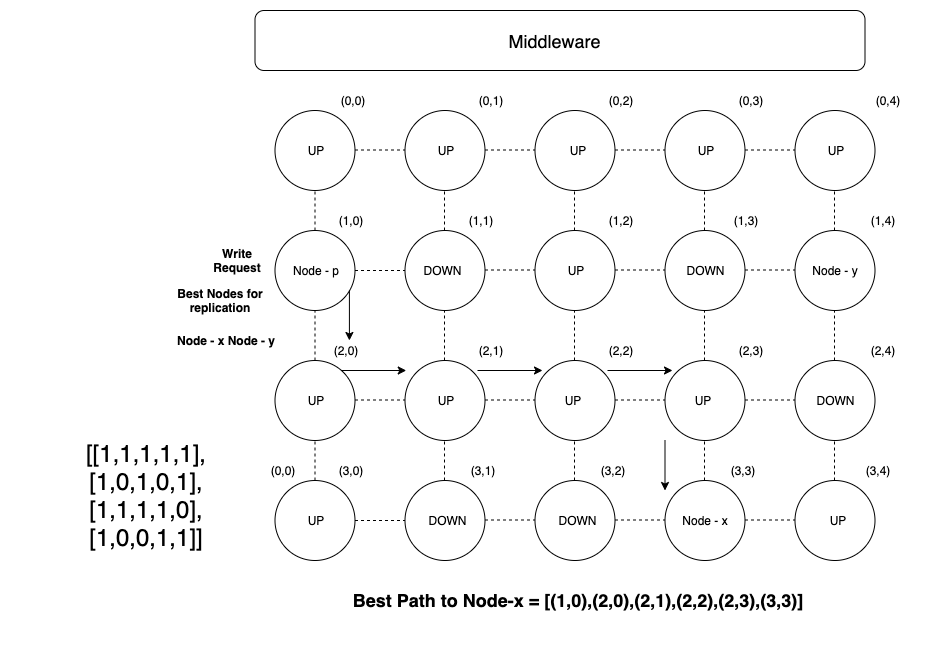 Middleware
(0,0) (0,1) (0,2) (0,3) (0,4)
UP UP UP UP UP
(1,0) (1,1) (1,2) (1,3) (1,4)
Write
Request
Node - p DOWN UP DOWN Node - y
Best Nodes for
replication
Node - x Node - y
(2,0) (2,1) (2,2) (2,3) (2,4)
UP UP UP UP DOWN
[[1,1,1,1,1],
[1,0,1,0,1],
[1,1,1,1,0],
[1,0,0,1,1]]
(0,0) (3,0) (3,1) (3,2) (3,3) (3,4)
UP DOWN DOWN Node - x UP
Best Path to Node-x = [(1,0),(2,0),(2,1),(2,2),(2,3),(3,3)]